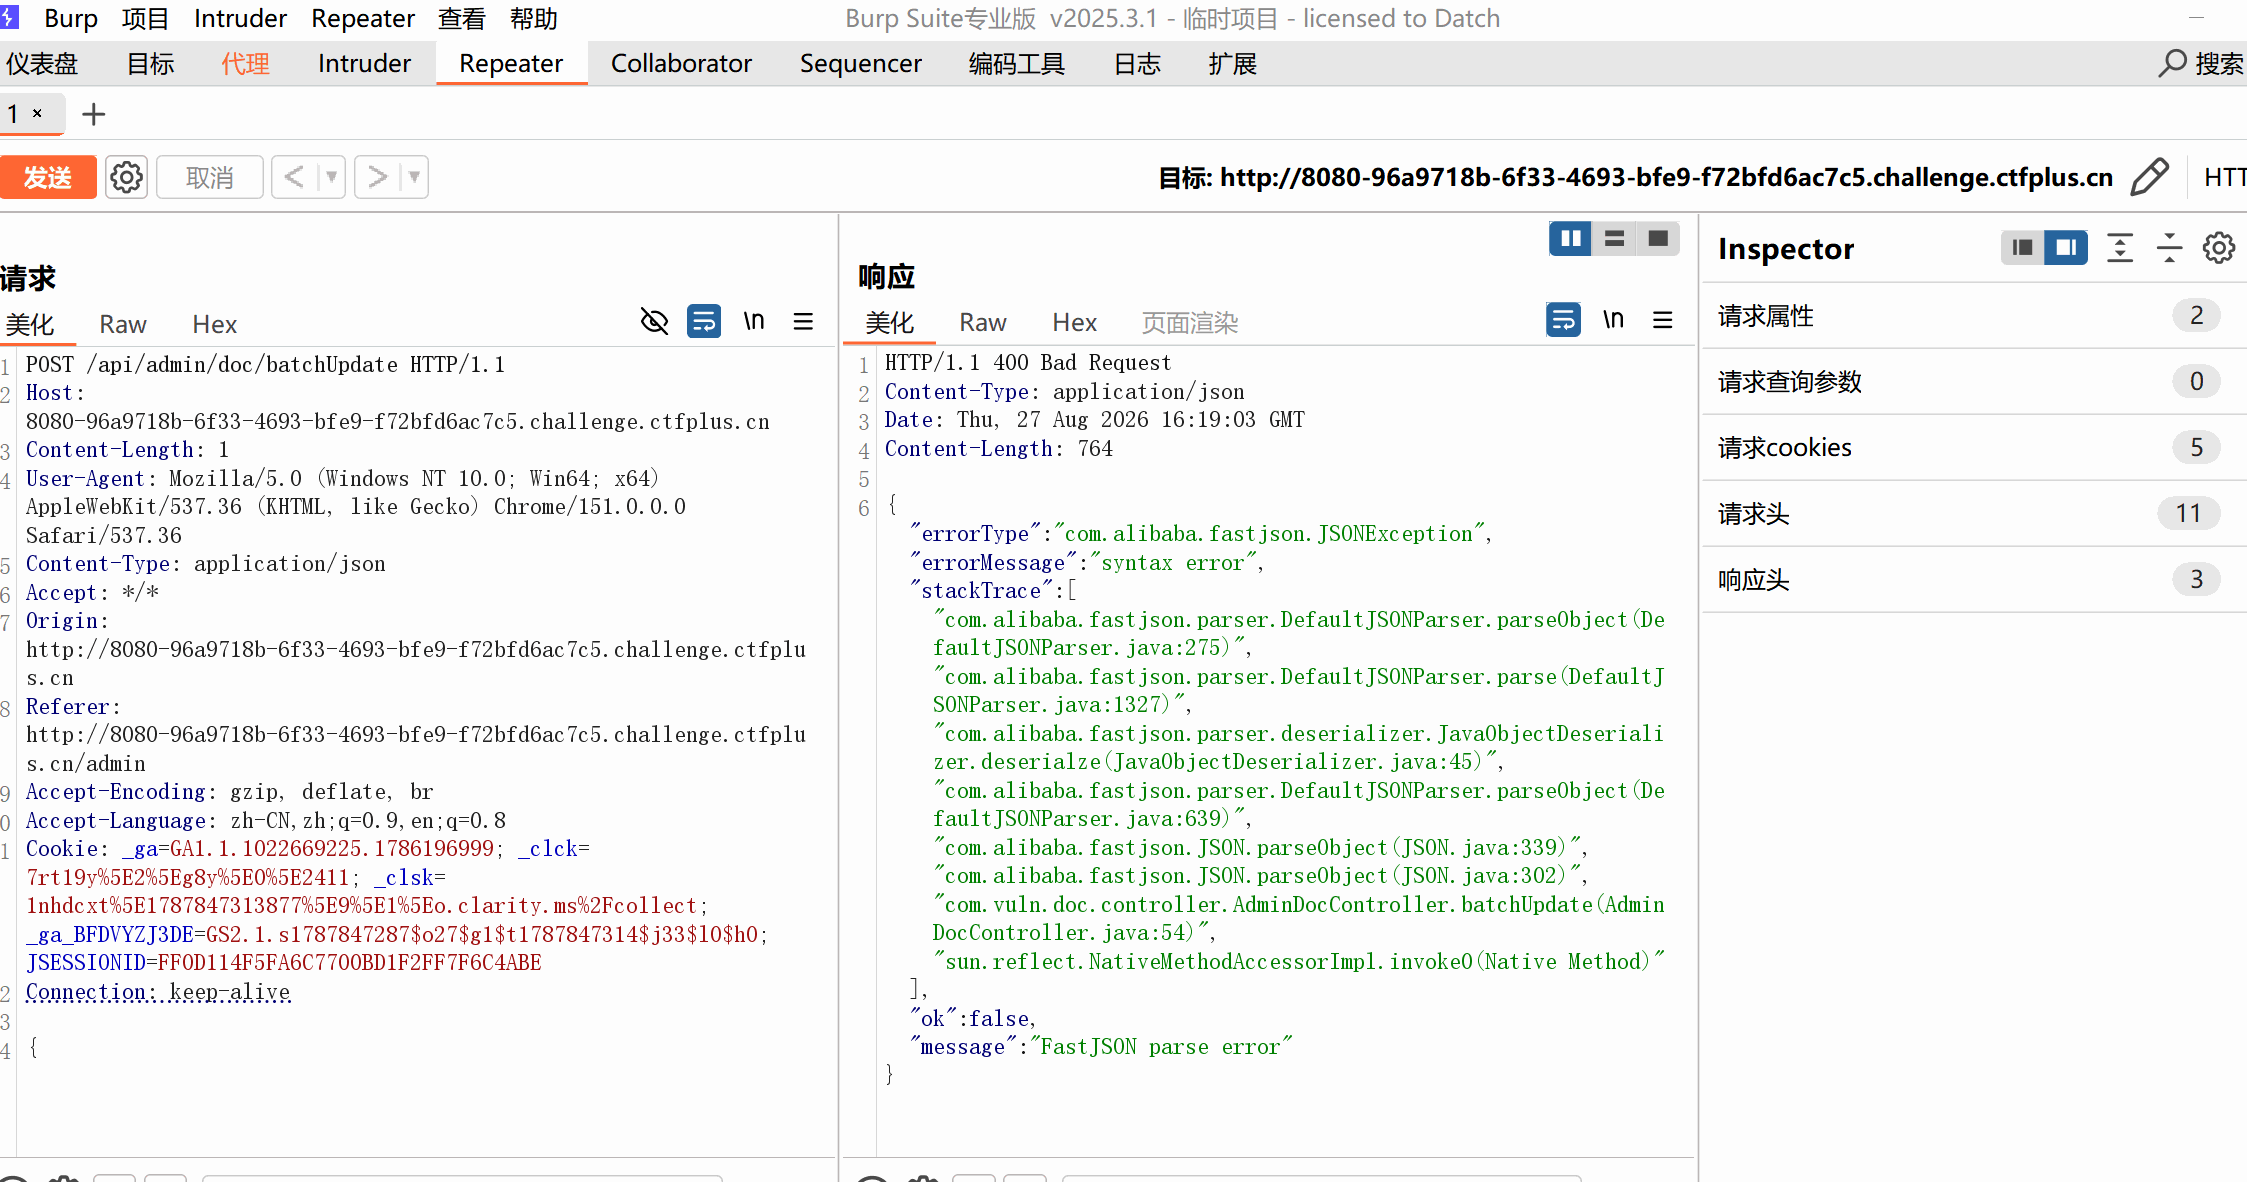 Burp 项目 Intruder Repeater 查看 帮助 Burp Suite专业版 v2025.3.1 - 临时项目 - licensed to Datch
仪表盘 目标 代理 Intruder Repeater Collaborator Sequencer 编码工具 日志 扩展 搜索
1 × +
发送 取消 < > 目标: http://8080-96a9718b-6f33-4693-bfe9-f72bfd6ac7c5.challenge.ctfplus.cn HTT
请求
美化 Raw Hex \n
1 POST /api/admin/doc/batchUpdate HTTP/1.1
2 Host:
8080-96a9718b-6f33-4693-bfe9-f72bfd6ac7c5.challenge.ctfplus.cn
3 Content-Length: 1
4 User-Agent: Mozilla/5.0 (Windows NT 10.0; Win64; x64)
AppleWebKit/537.36 (KHTML, like Gecko) Chrome/151.0.0.0
Safari/537.36
5 Content-Type: application/json
6 Accept: */*
7 Origin:
http://8080-96a9718b-6f33-4693-bfe9-f72bfd6ac7c5.challenge.ctfplu
s.cn
8 Referer:
http://8080-96a9718b-6f33-4693-bfe9-f72bfd6ac7c5.challenge.ctfplu
s.cn/admin
9 Accept-Encoding: gzip, deflate, br
0 Accept-Language: zh-CN,zh;q=0.9,en;q=0.8
1 Cookie: _ga=GA1.1.1022669225.1786196999; _clck=
7rt19y%5E2%5Eg8y%5E0%5E2411; _clsk=
1nhdcxt%5E1787847313877%5E9%5E1%5Eo.clarity.ms%2Fcollect;
_ga_BFDVYZJ3DE=GS2.1.s1787847287$o27$g1$t1787847314$j33$l0$h0;
JSESSIONID=FF0D114F5FA6C7700BD1F2FF7F6C4ABE
2 Connection: keep-alive
3
4 {
响应
美化 Raw Hex 页面渲染 \n
1 HTTP/1.1 400 Bad Request
2 Content-Type: application/json
3 Date: Thu, 27 Aug 2026 16:19:03 GMT
4 Content-Length: 764
5
6 {
"errorType":"com.alibaba.fastjson.JSONException",
"errorMessage":"syntax error",
"stackTrace":[
"com.alibaba.fastjson.parser.DefaultJSONParser.parseObject(De
faultJSONParser.java:275)",
"com.alibaba.fastjson.parser.DefaultJSONParser.parse(DefaultJ
SONParser.java:1327)",
"com.alibaba.fastjson.parser.deserializer.JavaObjectDeseriali
zer.deserialze(JavaObjectDeserializer.java:45)",
"com.alibaba.fastjson.parser.DefaultJSONParser.parseObject(De
faultJSONParser.java:639)",
"com.alibaba.fastjson.JSON.parseObject(JSON.java:339)",
"com.alibaba.fastjson.JSON.parseObject(JSON.java:302)",
"com.vuln.doc.controller.AdminDocController.batchUpdate(Admin
DocController.java:54)",
"sun.reflect.NativeMethodAccessorImpl.invoke0(Native Method)"
],
"ok":false,
"message":"FastJSON parse error"
}
Inspector
请求属性 2
请求查询参数 0
请求cookies 5
请求头 11
响应头 3